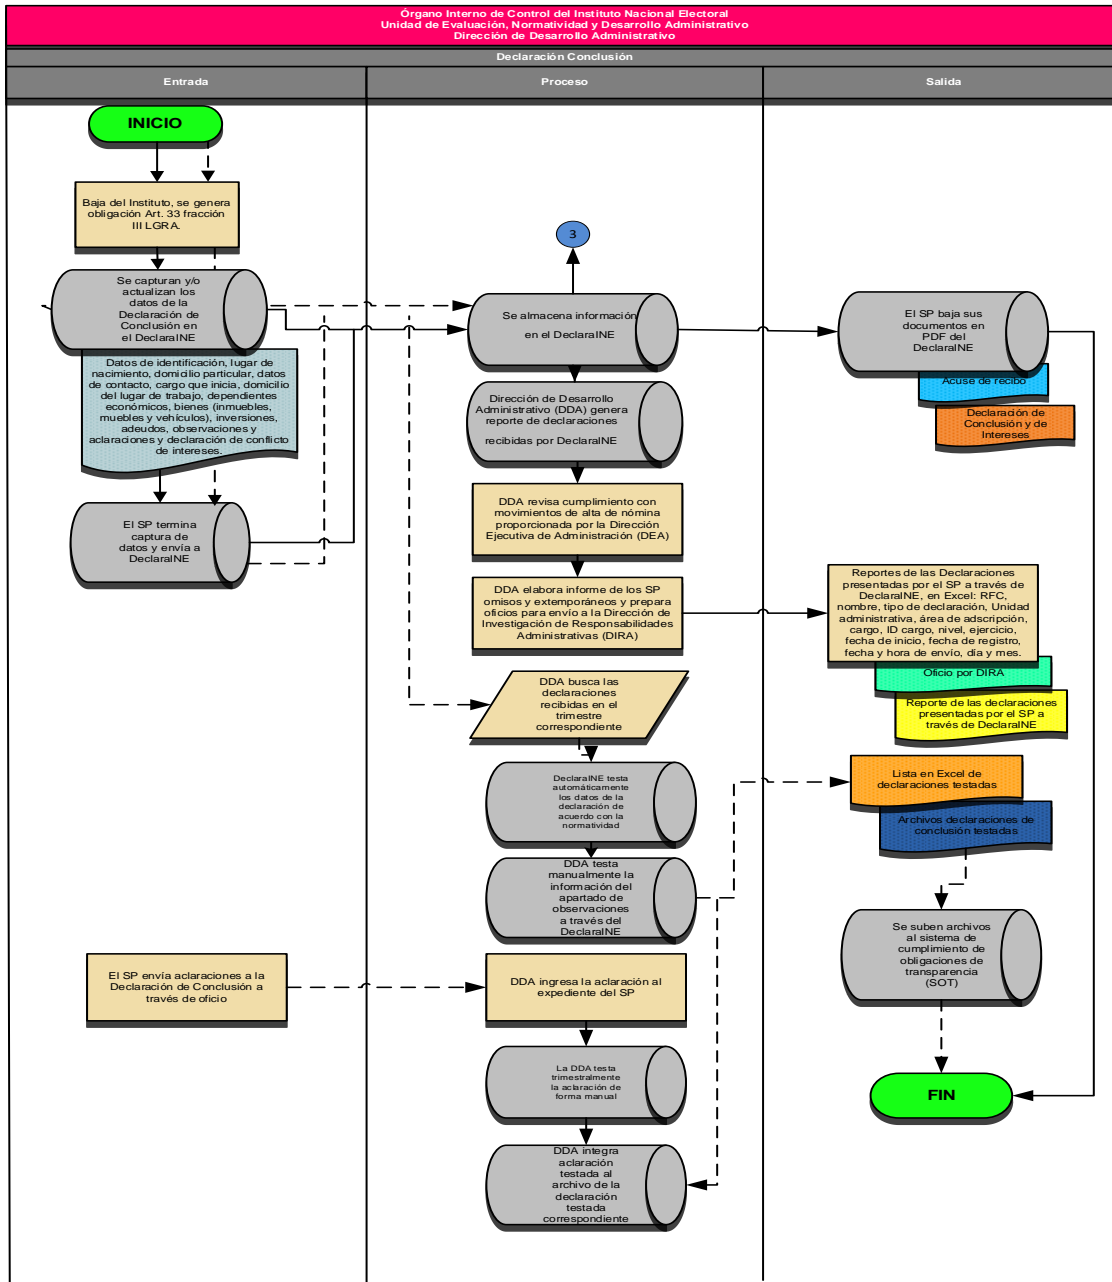 Órgano Interno de Control del Instituto Nacional Electoral
Unidad de Evaluación, Normatividad y Desarrollo Administrativo
Dirección de Desarrollo Administrativo
Declaración Conclusión
Entrada
Proceso
Salida
INICIO
Baja del Instituto, se genera
obligación Art. 33 fracción
III LGRA.
Se capturan y/o
actualizan los
datos de la
Declaración de
Conclusión en
el DeclaraINE
Datos de identificación, lugar de
nacimiento, domicilio particular, datos
de contacto, cargo que inicia, domicilio
del lugar de trabajo, dependientes
económicos, bienes (inmuebles,
muebles y vehículos), inversiones,
adeudos, observaciones y
aclaraciones y declaración de conflicto
de intereses.
El SP termina
captura de
datos y envía a
DeclaraINE
El SP envía aclaraciones a la
Declaración de Conclusión a
través de oficio
3
Se almacena información
en el DeclaraINE
Dirección de Desarrollo
Administrativo (DDA) genera
reporte de declaraciones
recibidas por DeclaraINE
DDA revisa cumplimiento con
movimientos de alta de nómina
proporcionada por la Dirección
Ejecutiva de Administración (DEA)
DDA elabora informe de los SP
omisos y extemporáneos y prepara
oficios para envío a la Dirección de
Investigación de Responsabilidades
Administrativas (DIRA)
DDA busca las
declaraciones
recibidas en el
trimestre
correspondiente
DeclaraINE testa
automáticamente
los datos de la
declaración de
acuerdo con la
normatividad
DDA testa
manualmente la
información del
apartado de
observaciones
a través del
DeclaraINE
DDA ingresa la aclaración al
expediente del SP
La DDA testa
trimestralmente
la aclaración de
forma manual
DDA integra
aclaración
testada al
archivo de la
declaración
testada
correspondiente
El SP baja sus
documentos en
PDF del
DeclaraINE
Acuse de recibo
Declaración de
Conclusión y de
Intereses
Reportes de las Declaraciones
presentadas por el SP a través de
DeclaraINE, en Excel: RFC,
nombre, tipo de declaración, Unidad
administrativa, área de adscripción,
cargo, ID cargo, nivel, ejercicio,
fecha de inicio, fecha de registro,
fecha y hora de envío, día y mes.
Oficio por DIRA
Reporte de las declaraciones
presentadas por el SP a
través de DeclaraINE
Lista en Excel de
declaraciones testadas
Archivos declaraciones de
conclusión testadas
Se suben archivos
al sistema de
cumplimiento de
obligaciones de
transparencia
(SOT)
FIN